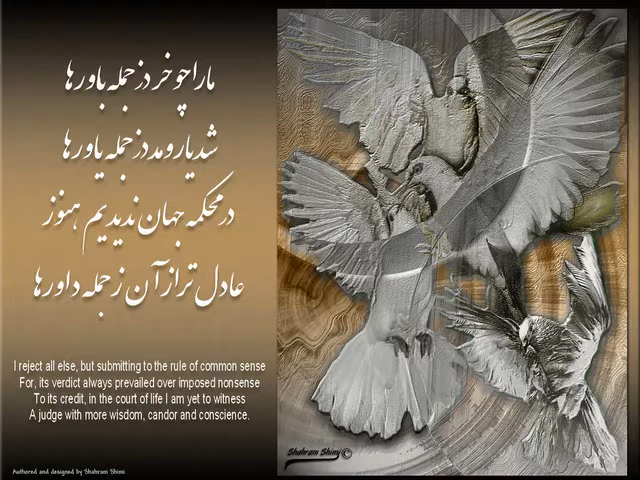 ما را چو خرد ز جمله باورها
شد یار و مدد ز جمله یاورها
در محکمه جهان ندیدیم هنوز
عادل تر از آن ز جمله داورها
I reject all else, but submitting to the rule of common sense
For, its verdict always prevailed over imposed nonsense
To its credit, in the court of life I am yet to witness
A judge with more wisdom, candor and conscience.
Shahram Shiny ©
Authored and designed by Shahram Shimi